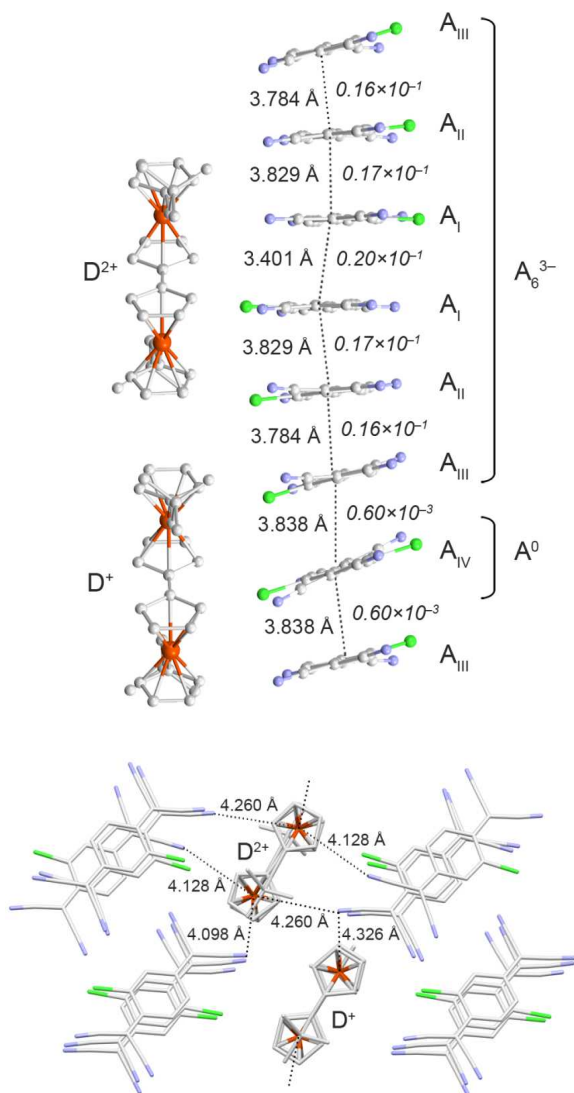 A_III
3.784 Å 0.16×10⁻¹
A_II
3.829 Å 0.17×10⁻¹
A_I
D²⁺ 3.401 Å 0.20×10⁻¹ A₆³⁻
A_I
3.829 Å 0.17×10⁻¹
A_II
3.784 Å 0.16×10⁻¹
A_III
3.838 Å 0.60×10⁻³
D⁺ A_IV A⁰
3.838 Å 0.60×10⁻³
A_III
4.260 Å
D²⁺ 4.128 Å
4.128 Å
4.260 Å
4.098 Å 4.326 Å
D⁺